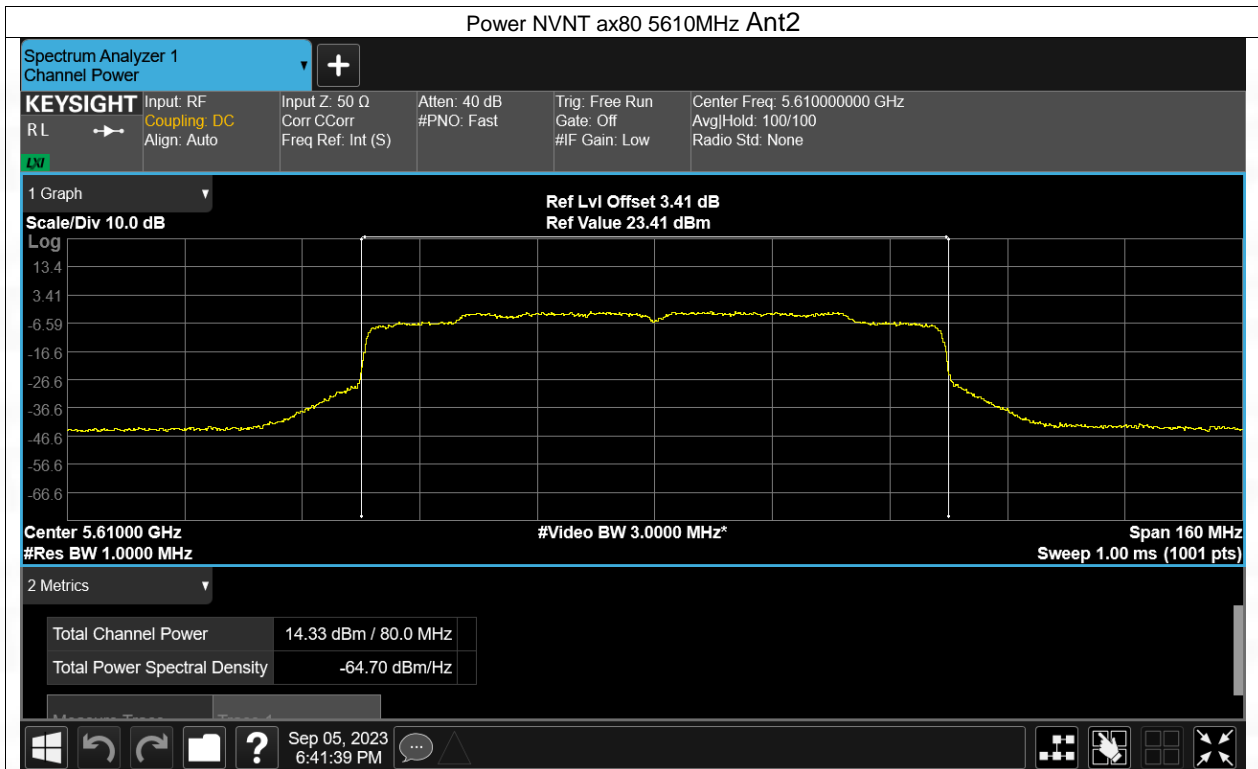 Power NVNT ax80 5610MHz Ant2
Spectrum Analyzer 1
Channel Power
KEYSIGHT
R L
LXI
Input: RF
Coupling: DC
Align: Auto
Input Z: 50 Ω
Corr CCorr
Freq Ref: Int (S)
Atten: 40 dB
#PNO: Fast
Trig: Free Run
Gate: Off
#IF Gain: Low
Center Freq: 5.610000000 GHz
Avg|Hold: 100/100
Radio Std: None
1 Graph
Scale/Div 10.0 dB
Ref Lvl Offset 3.41 dB
Ref Value 23.41 dBm
Log
13.4
3.41
-6.59
-16.6
-26.6
-36.6
-46.6
-56.6
-66.6
Center 5.61000 GHz
#Res BW 1.0000 MHz
#Video BW 3.0000 MHz*
Span 160 MHz
Sweep 1.00 ms (1001 pts)
2 Metrics
Total Channel Power 14.33 dBm / 80.0 MHz
Total Power Spectral Density -64.70 dBm/Hz
Measure Trace Trace 1
Sep 05, 2023
6:41:39 PM